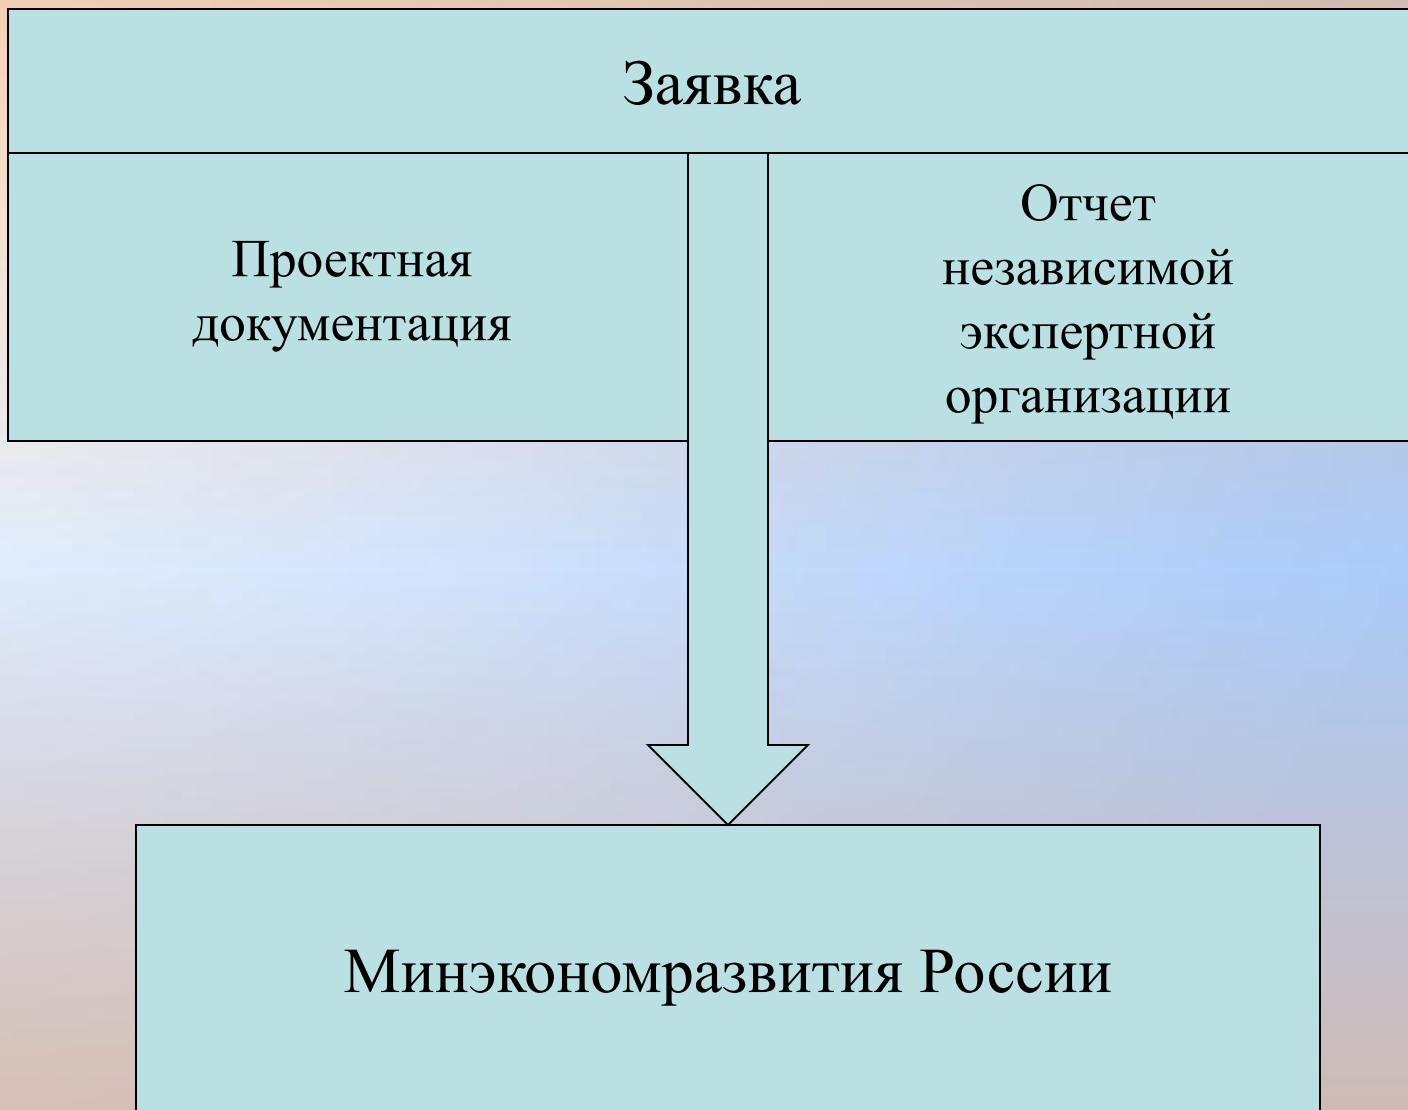 Заявка
Проектная
документация
Отчет
независимой
экспертной
организации
Минэкономразвития России